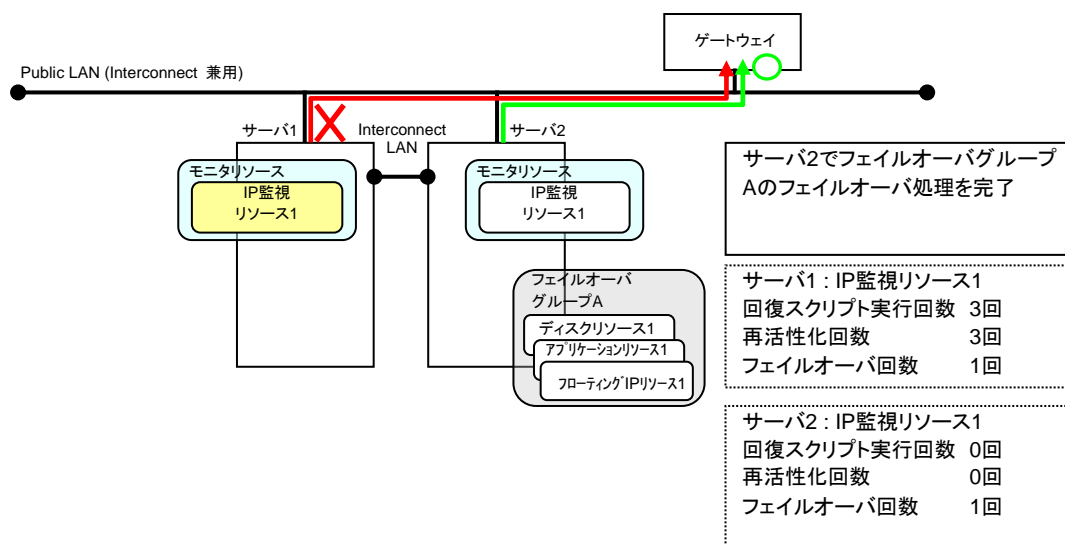 ゲートウェイ
Public LAN (Interconnect 兼用)
サーバ1
Interconnect
LAN
サーバ2
モニタリソース
IP監視
リソース1
モニタリソース
IP監視
リソース1
フェイルオーバ
グループA
ディスクリソース1
アプリケーションリソース1
フローティングIPリソース1
サーバ2でフェイルオーバグループ
Aのフェイルオーバ処理を完了
サーバ1 : IP監視リソース1
回復スクリプト実行回数 3回
再活性化回数 3回
フェイルオーバ回数 1回
サーバ2 : IP監視リソース1
回復スクリプト実行回数 0回
再活性化回数 0回
フェイルオーバ回数 1回